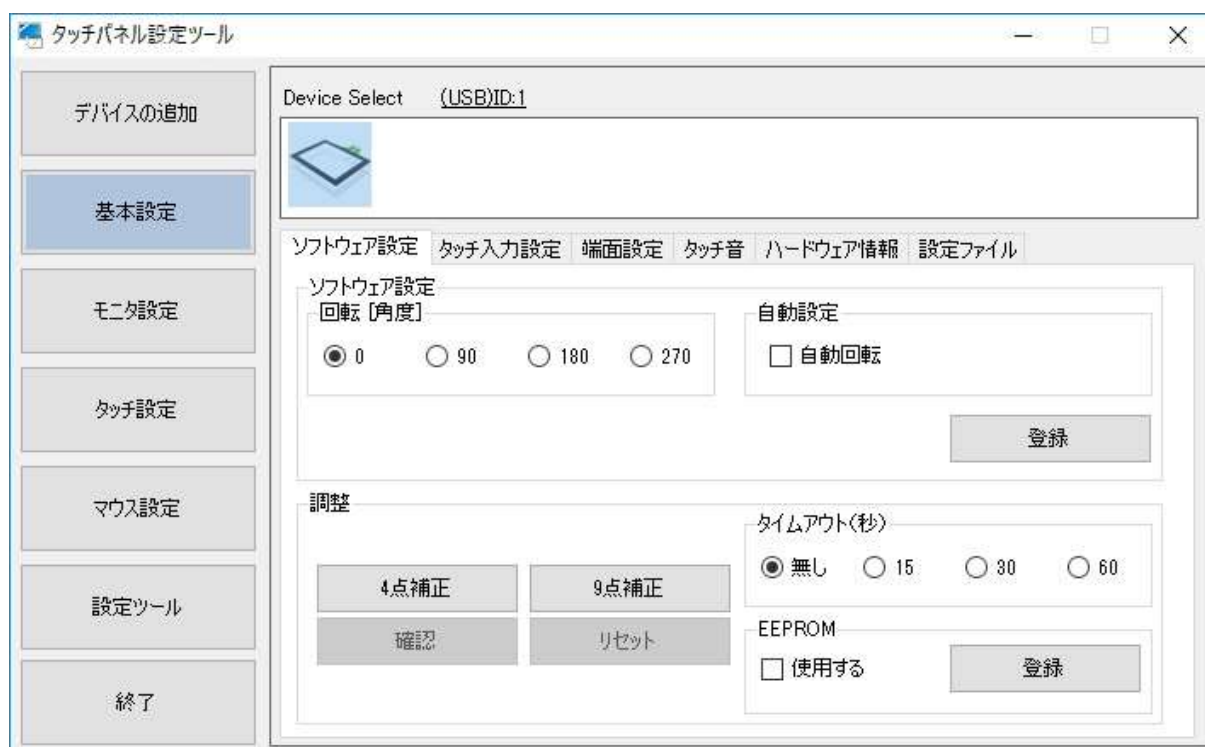 タッチパネル設定ツール
デバイスの追加
基本設定
モニタ設定
タッチ設定
マウス設定
設定ツール
終了
Device Select (USB)ID:1
ソフトウェア設定 タッチ入力設定 端面設定 タッチ音 ハードウェア情報 設定ファイル
ソフトウェア設定
回転 [角度]
0 90 180 270
自動設定
自動回転
登録
調整
4点補正 9点補正
確認 リセット
タイムアウト(秒)
無し 15 30 60
EEPROM
使用する 登録